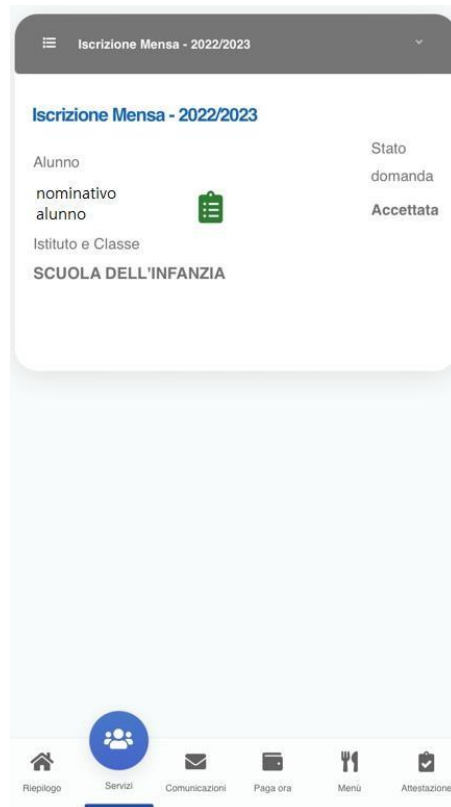 Iscrizione Mensa - 2022/2023
Iscrizione Mensa - 2022/2023
Alunno
nominativo
alunno
Stato
domanda
Accettata
Istituto e Classe
SCUOLA DELL'INFANZIA
Riepilogo
Servizi
Comunicazioni
Paga ora
Menù
Attestazione